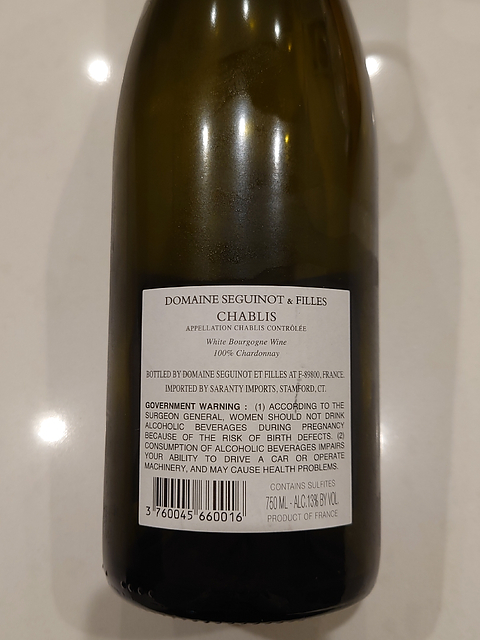 DOMAINE SEGUINOT & FILLES
CHABLIS
APPELLATION CHABLIS CONTRÔLÉE
White Bourgogne Wine
100% Chardonnay
BOTTLED BY DOMAINE SEGUINOT ET FILLES AT F-89800, FRANCE.
IMPORTED BY SARANTY IMPORTS, STAMFORD, CT.
GOVERNMENT WARNING : (1) ACCORDING TO THE
SURGEON GENERAL, WOMEN SHOULD NOT DRINK
ALCOHOLIC BEVERAGES DURING PREGNANCY
BECAUSE OF THE RISK OF BIRTH DEFECTS. (2)
CONSUMPTION OF ALCOHOLIC BEVERAGES IMPAIRS
YOUR ABILITY TO DRIVE A CAR OR OPERATE
MACHINERY, AND MAY CAUSE HEALTH PROBLEMS.
CONTAINS SULFITES
750 ML - ALC.13% BY VOL.
PRODUCT OF FRANCE
3 760045 660016